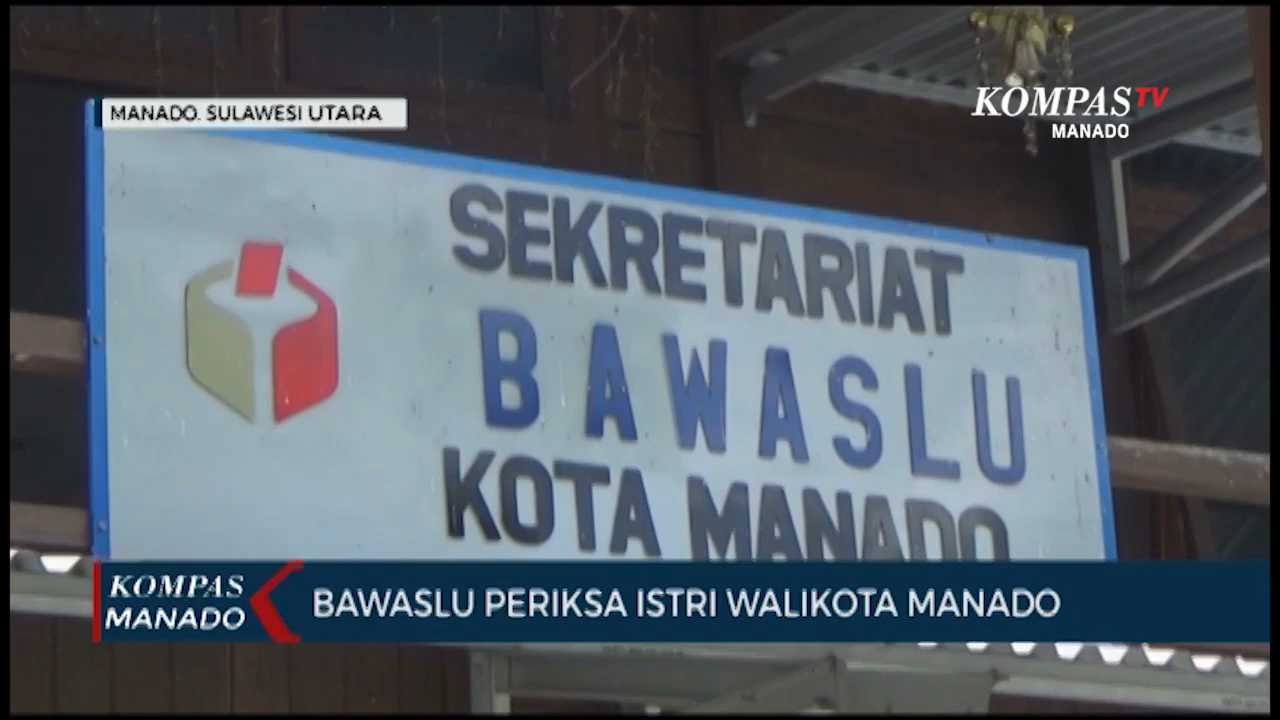 MANADO. SULAWESI UTARA
KOMPASTV
MANADO
SEKRETARIAT
BAWASLU
KOTA MANADO
KOMPAS
MANADO
BAWASLU PERIKSA ISTRI WALIKOTA MANADO